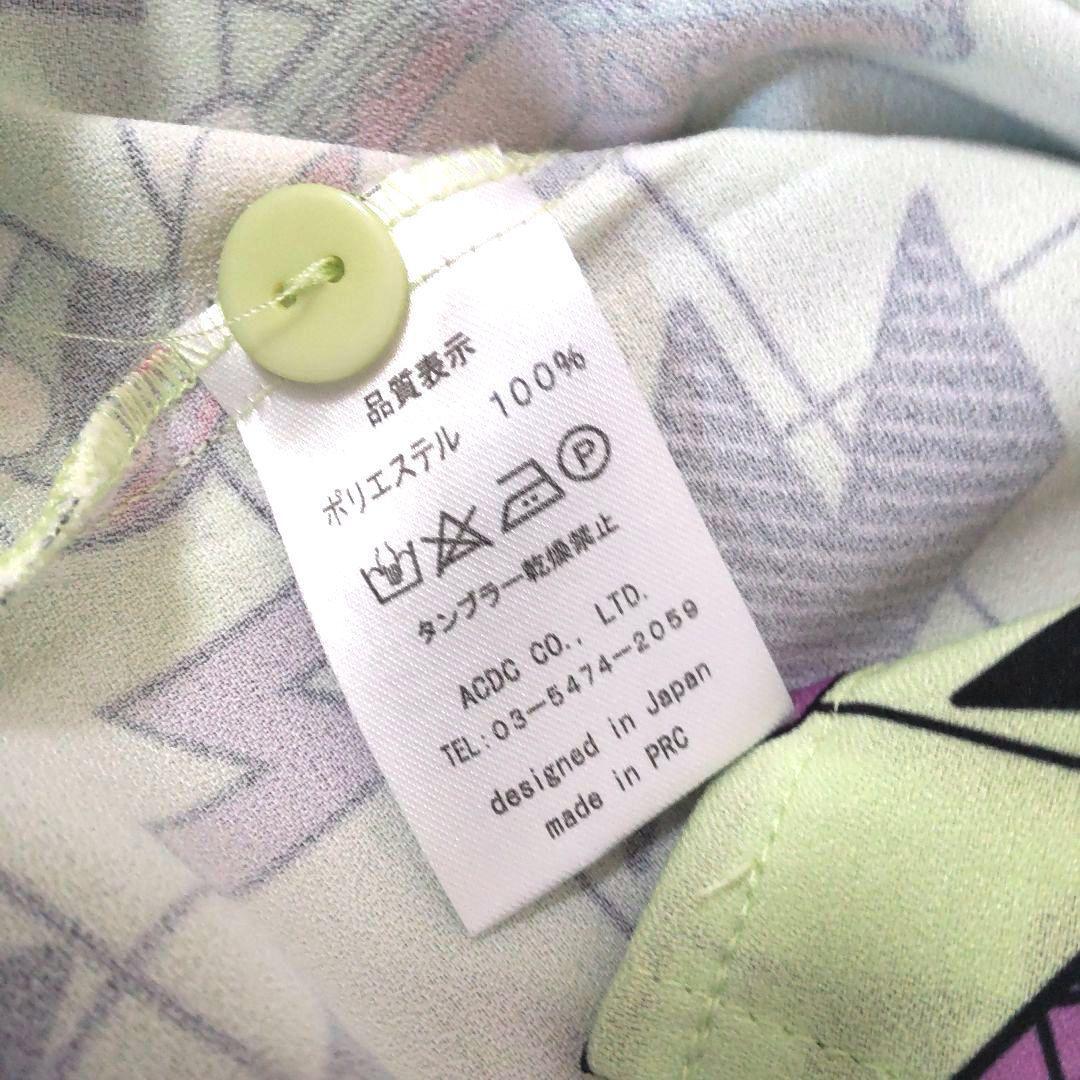 品質表示
ポリエステル 100%
P
タンブラー乾燥禁止
ACDC CO., LTD.
TEL:03-5474-2059
designed in Japan
made in PRC